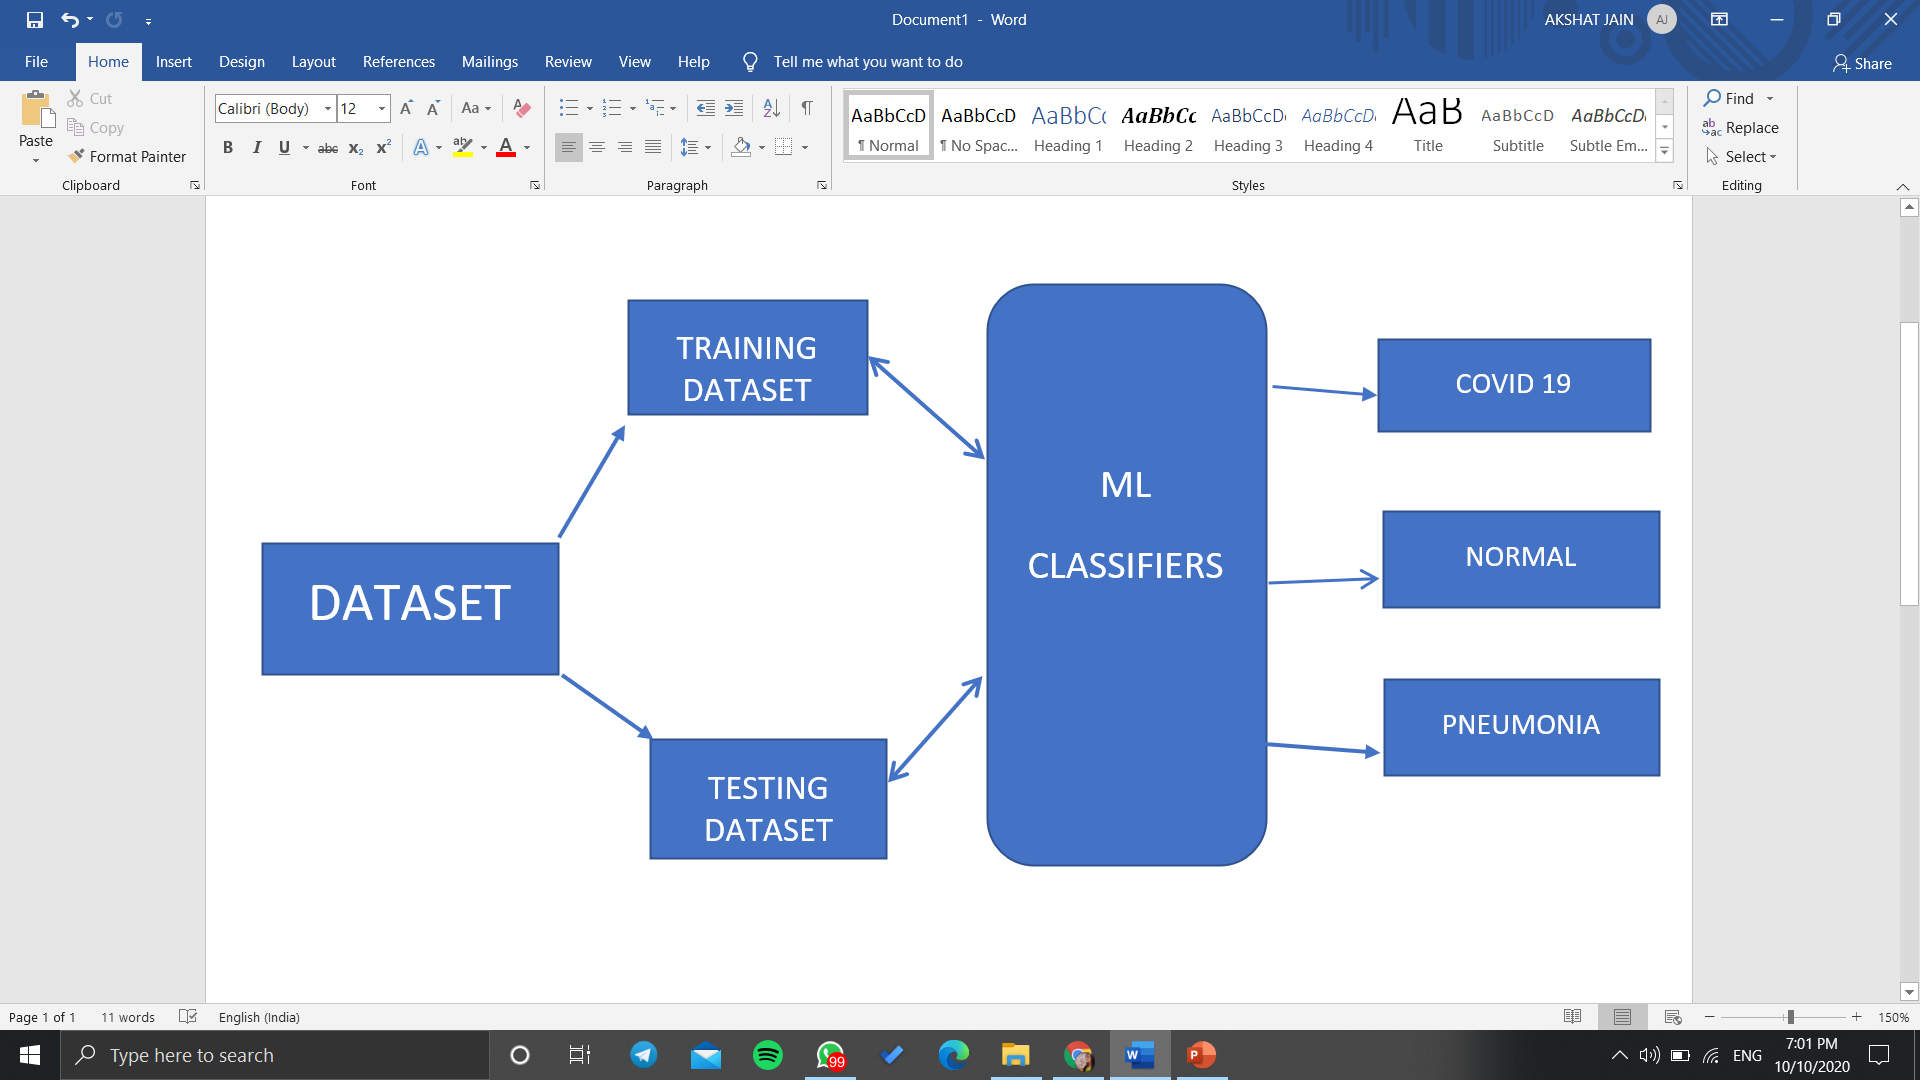 Document1 - Word
AKSHAT JAIN
AJ
File Home Insert Design Layout References Mailings Review View Help Tell me what you want to do
Share
Paste
Cut
Copy
Format Painter
Clipboard
Calibri (Body) 12
Aa
B I U abc X₂ X² A ab A
Font
Paragraph
AaBbCcD AaBbCcD AaBbCc AaBbCc AaBbCcD AaBbCcD AaB AaBbCcD AaBbCcD
¶ Normal ¶ No Spac... Heading 1 Heading 2 Heading 3 Heading 4 Title Subtitle Subtle Em...
Styles
Find
Replace
Select
Editing
DATASET
TRAINING
DATASET
TESTING
DATASET
ML
CLASSIFIERS
COVID 19
NORMAL
PNEUMONIA
Page 1 of 1 11 words English (India)
150%
Type here to search
99
ENG
7:01 PM
10/10/2020